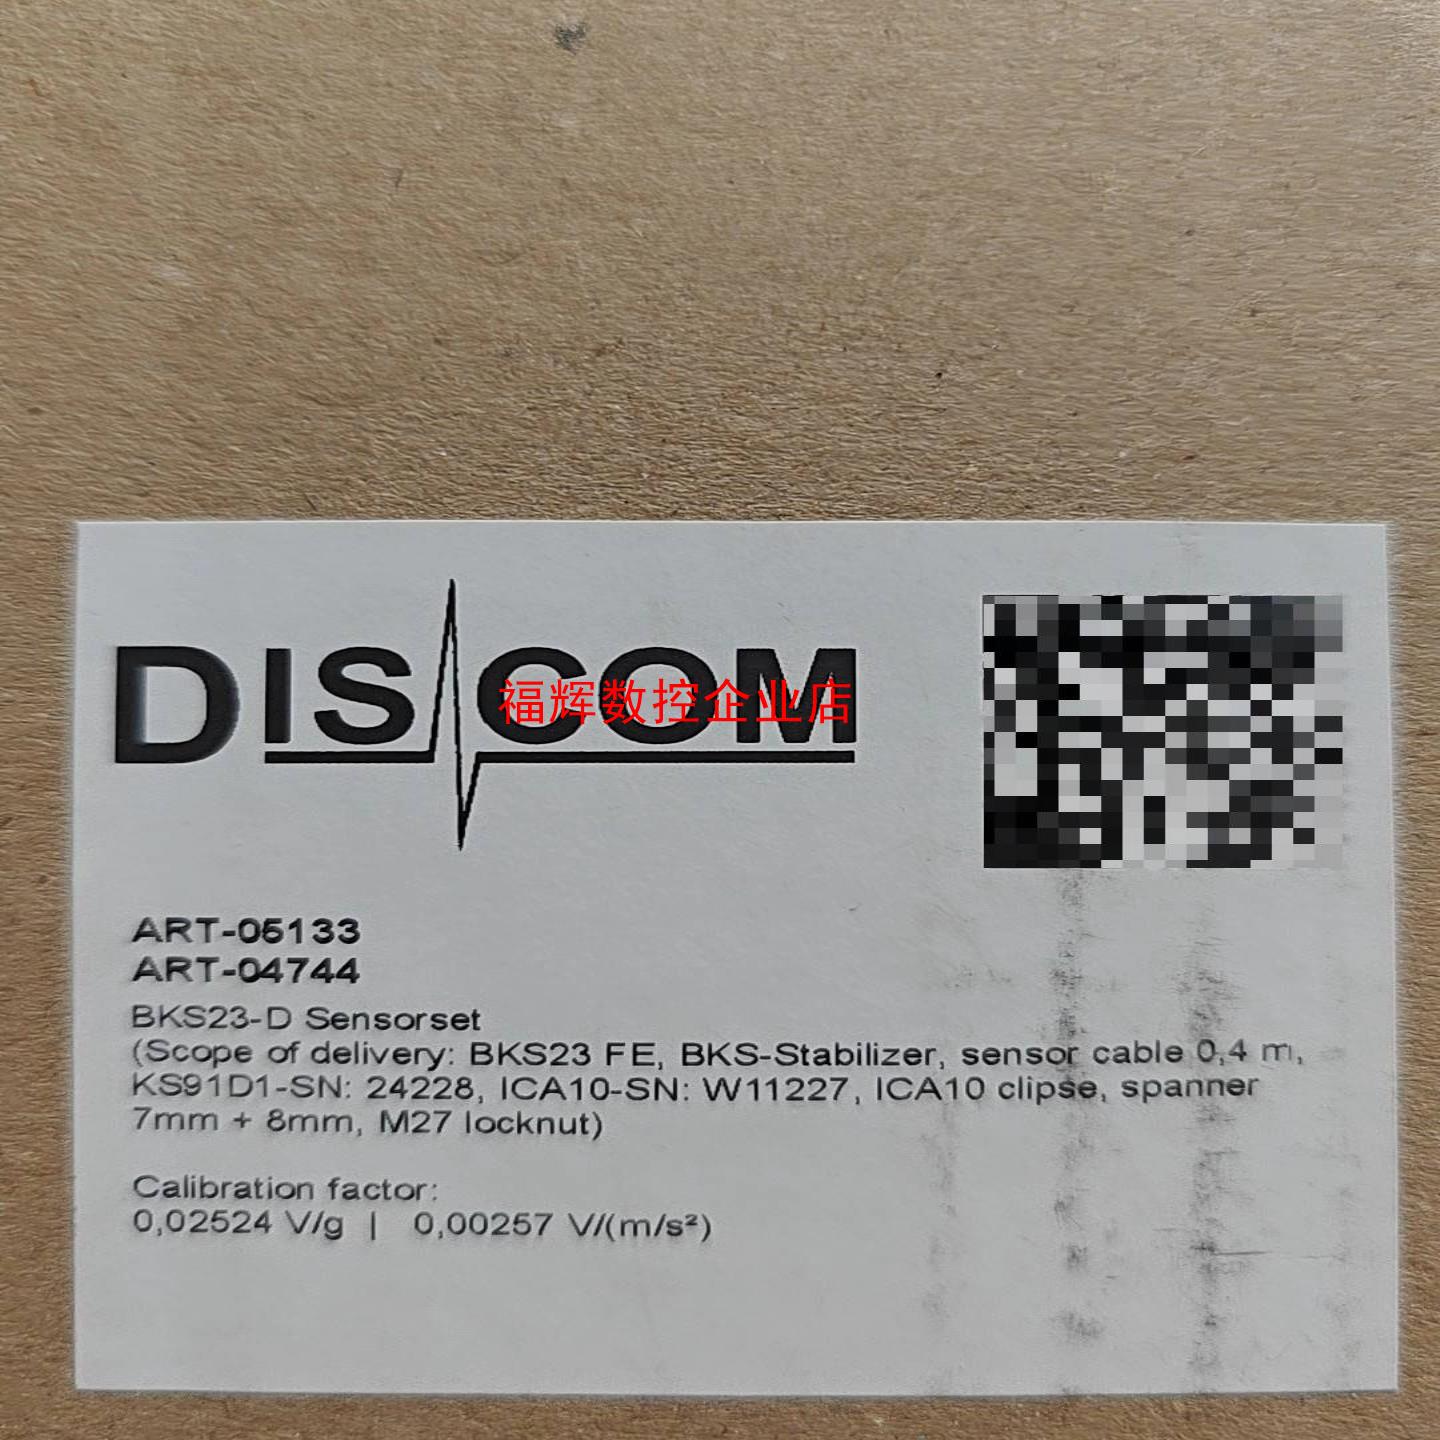 DISCOM
福辉数控企业店
ART-05133
ART-04744
BKS23-D Sensorset
(Scope of delivery: BKS23 FE, BKS-Stabilizer, sensor cable 0,4 m,
KS91D1-SN: 24228, ICA10-SN: W11227, ICA10 clipse, spanner
7mm + 8mm, M27 locknut)
Calibration factor:
0,02524 V/g | 0,00257 V/(m/s²)